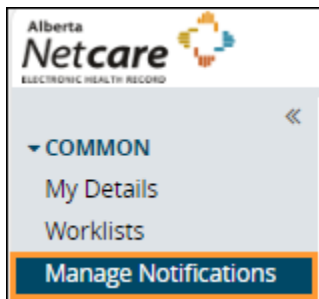 Alberta
Netcare
ELECTRONIC HEALTH RECORD
«
COMMON
My Details
Worklists
Manage Notifications